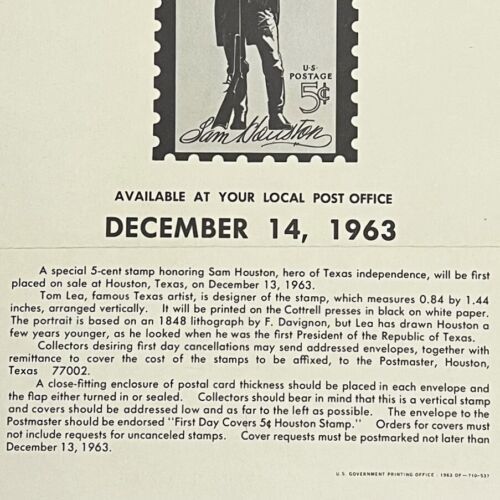 U.S.
POSTAGE
5¢
Sam Houston
AVAILABLE AT YOUR LOCAL POST OFFICE
DECEMBER 14, 1963
A special 5-cent stamp honoring Sam Houston, hero of Texas independence, will be first
placed on sale at Houston, Texas, on December 13, 1963.
Tom Lea, famous Texas artist, is designer of the stamp, which measures 0.84 by 1.44
inches, arranged vertically. It will be printed on the Cottrell presses in black on white paper.
The portrait is based on an 1848 lithograph by F. Davignon, but Lea has drawn Houston a
few years younger, as he looked when he was the first President of the Republic of Texas.
Collectors desiring first day cancellations may send addressed envelopes, together with
remittance to cover the cost of the stamps to be affixed, to the Postmaster, Houston,
Texas 77002.
A close-fitting enclosure of postal card thickness should be placed in each envelope and
the flap either turned in or sealed. Collectors should bear in mind that this is a vertical stamp
and covers should be addressed low and as far to the left as possible. The envelope to the
Postmaster should be endorsed "First Day Covers 5¢ Houston Stamp." Orders for covers must
not include requests for uncanceled stamps. Cover requests must be postmarked not later than
December 13, 1963.
U.S. GOVERNMENT PRINTING OFFICE : 1963 OF—710-537